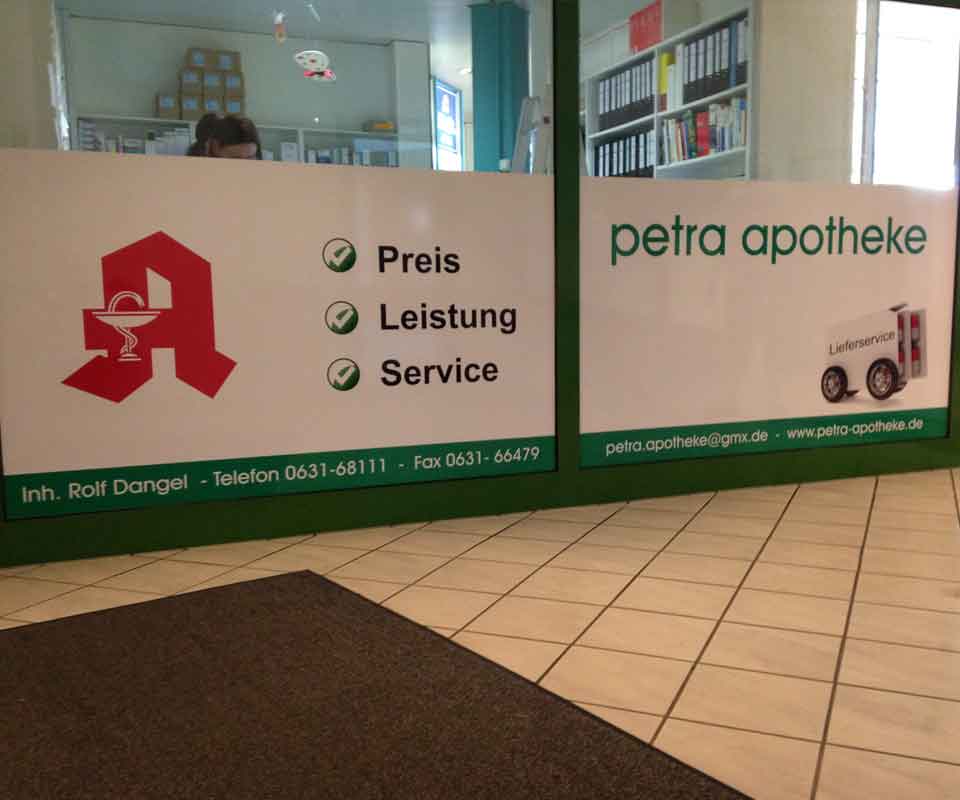 Preis
Leistung
Service
Inh. Rolf Dangel - Telefon 0631-68111 - Fax 0631- 66479
petra apotheke
Lieferservice
petra.apotheke@gmx.de - www.petra-apotheke.de